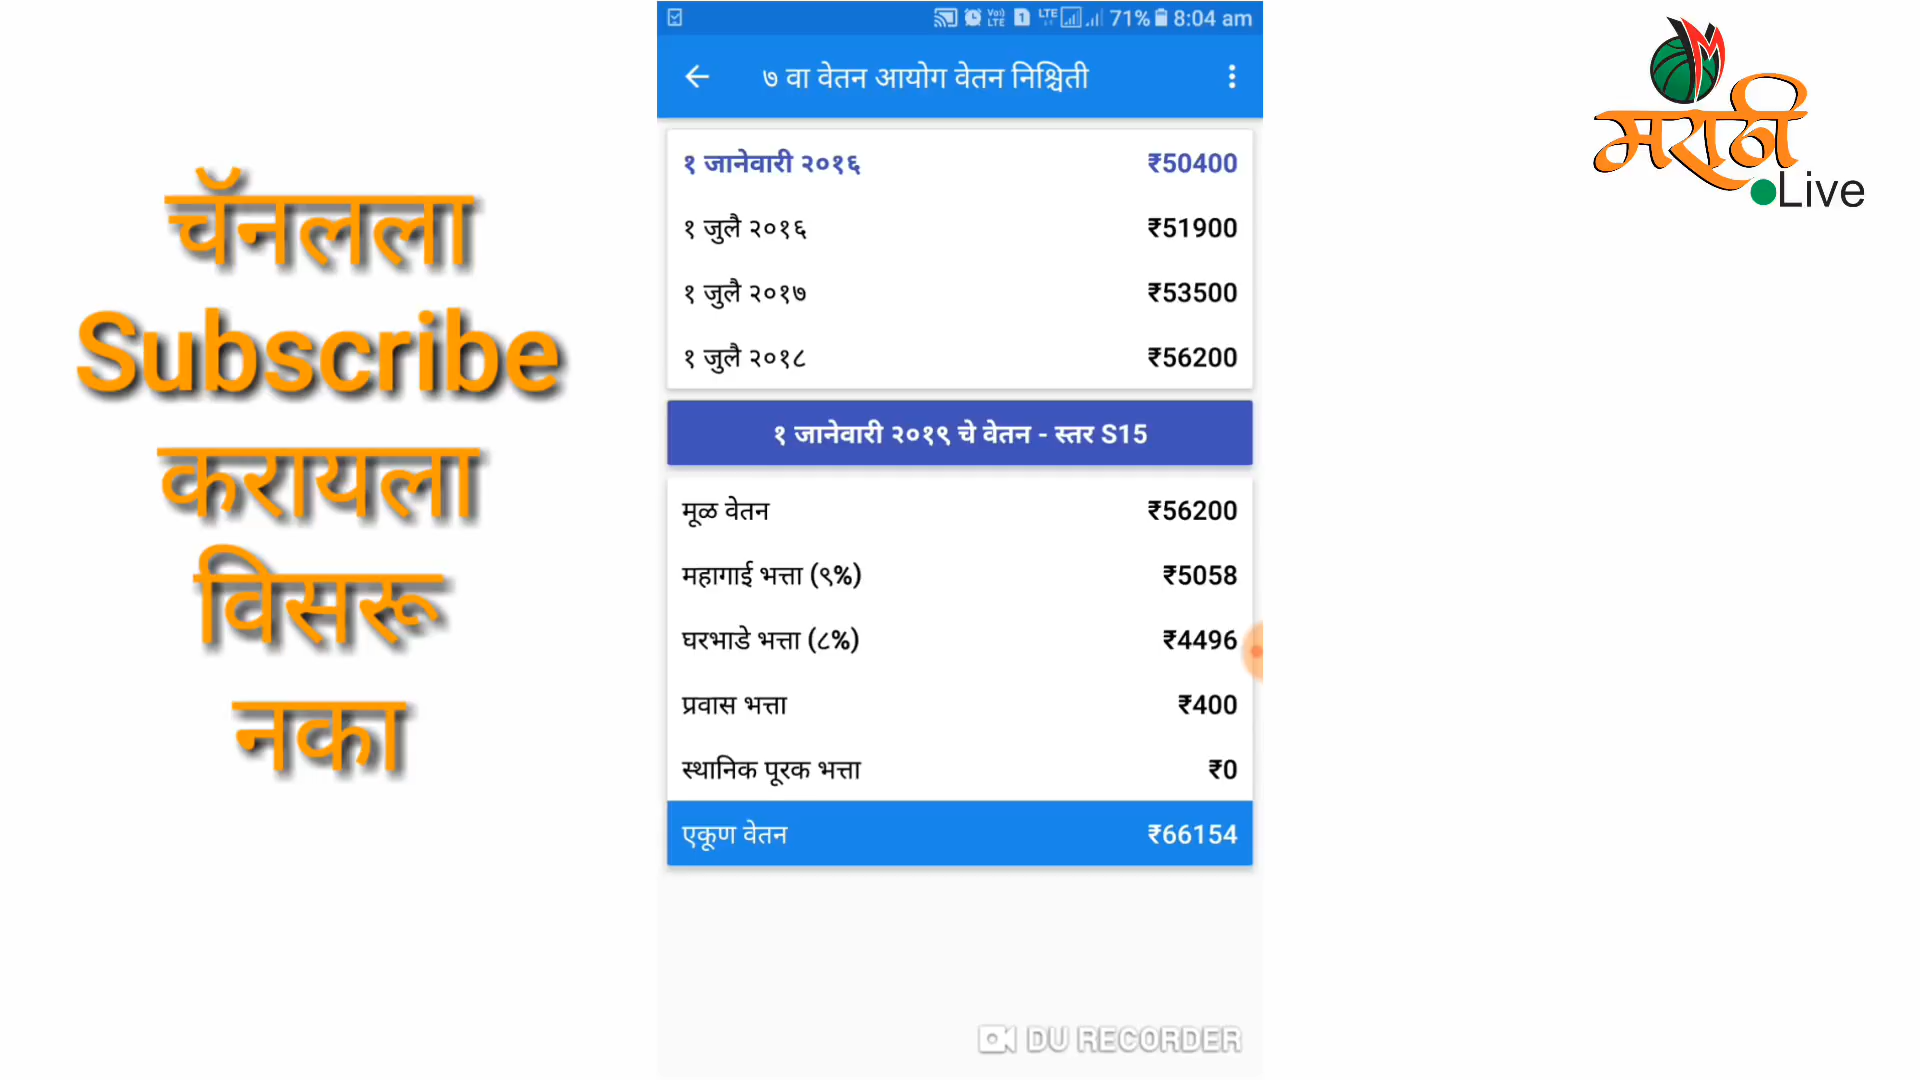 चॅनलला
Subscribe
करायला
विसरू
नका
71% 8:04 am
७ वा वेतन आयोग वेतन निश्चिती
१ जानेवारी २०१६ ₹50400
१ जुलै २०१६ ₹51900
१ जुलै २०१७ ₹53500
१ जुलै २०१८ ₹56200
१ जानेवारी २०१९ चे वेतन - स्तर S15
मूळ वेतन ₹56200
महागाई भत्ता (९%) ₹5058
घरभाडे भत्ता (८%) ₹4496
प्रवास भत्ता ₹400
स्थानिक पूरक भत्ता ₹0
एकूण वेतन ₹66154
DU RECORDER
M
मराठी
Live